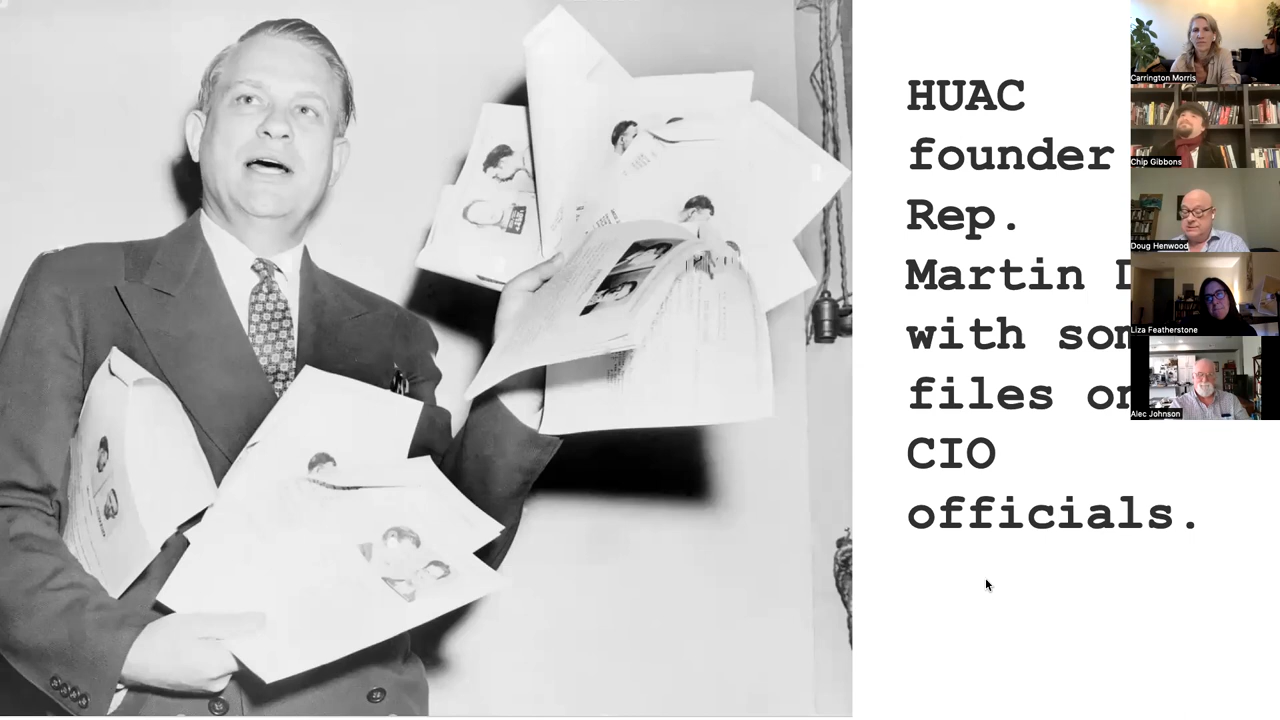 HUAC
founder
Rep.
Martin
with
files
CIO
officials.
Carrington Morris
Chip Gibbons
Doug Henwood
Liza Featherstone
Alec Johnson